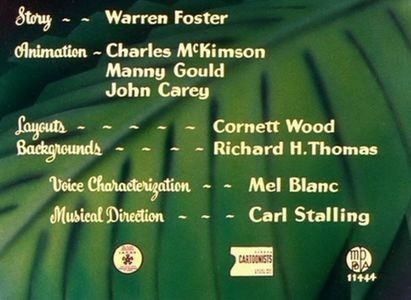 Story ~ ~ Warren Foster
Animation ~ Charles McKimson
Manny Gould
John Carey
Layouts ~ ~ ~ ~ ~ Cornett Wood
Backgrounds ~ ~ ~ ~ Richard H. Thomas
Voice Characterization ~ ~ Mel Blanc
Musical Direction ~ ~ ~ Carl Stalling
CARTOONISTS
MPPDA
11444